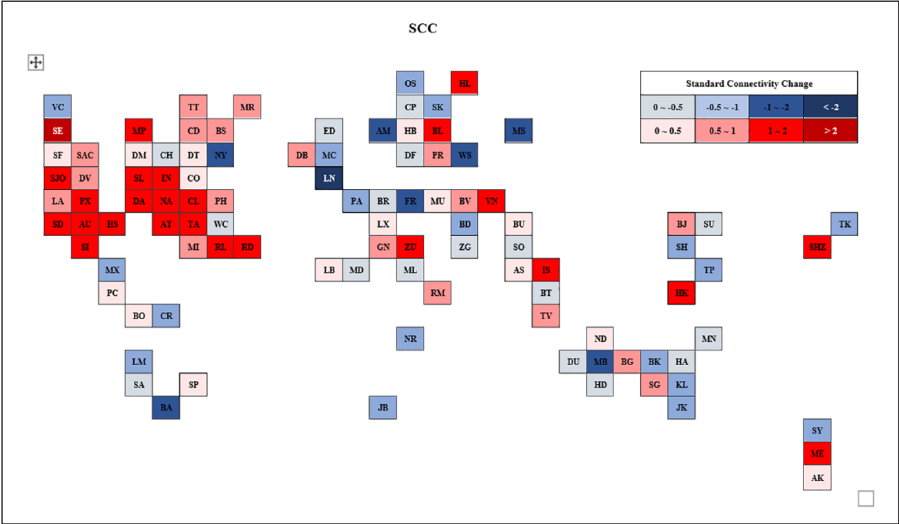 SCC
Standard Connectivity Change
0 ~ -0.5 -0.5 ~ -1 -1 ~ -2 < -2
0 ~ 0.5 0.5 ~ 1 1 ~ 2 > 2
OS HL
VC TT MR CP SK
SE MP CD BS ED AM HB BL MS
SF SAC DM CH DT NY DB MC DF PR WS
SJO DV SL IN CO LN
LA PX DA NA CL PH PA BR FR MU BV VN
SD AU HS AT TA WC LX BD BU BJ SU TK
SI MI RL RD GN ZU ZG SO SH SHZ
MX LB MD ML AS IS TP
PC RM BT HK
BO CR TV
NR ND MN
LM DU MB BG BK HA
SA SP HD SG KL
BA JB JK
SY
ME
AK